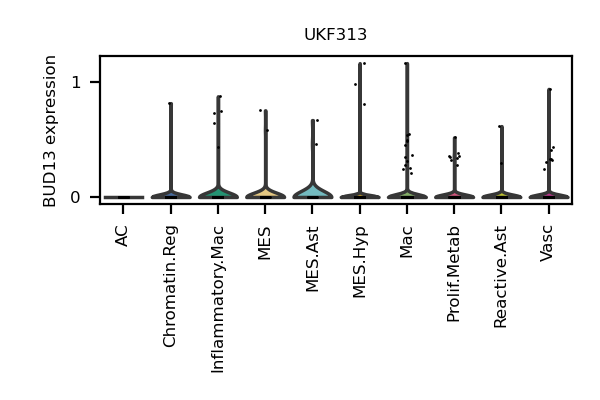 UKF313
BUD13 expression
1
0
AC
Chromatin.Reg
Inflammatory.Mac
MES
MES.Ast
MES.Hyp
Mac
Prolif.Metab
Reactive.Ast
Vasc